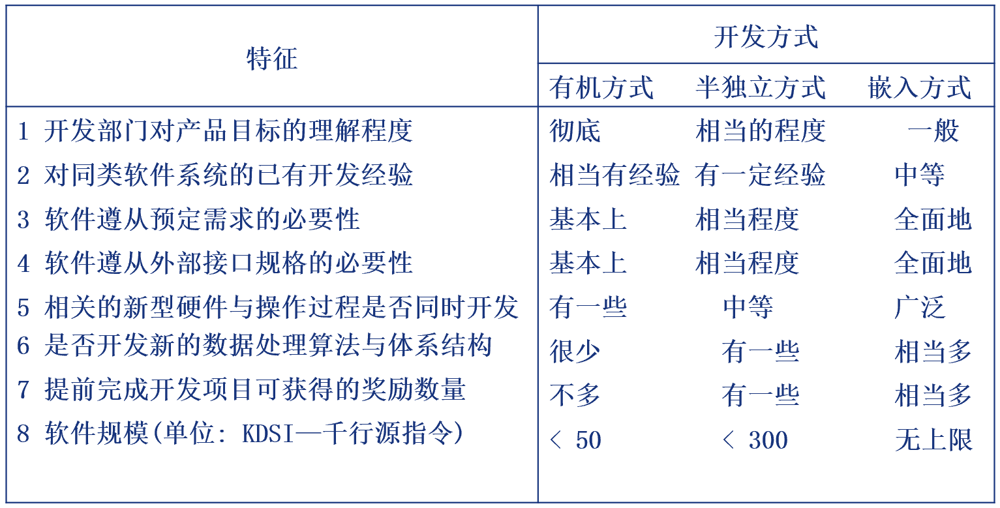 特征
开发方式
有机方式 半独立方式 嵌入方式
1 开发部门对产品目标的理解程度 彻底 相当的程度 一般
2 对同类软件系统的已有开发经验 相当有经验 有一定经验 中等
3 软件遵从预定需求的必要性 基本上 相当程度 全面地
4 软件遵从外部接口规格的必要性 基本上 相当程度 全面地
5 相关的新型硬件与操作过程是否同时开发 有一些 中等 广泛
6 是否开发新的数据处理算法与体系结构 很少 有一些 相当多
7 提前完成开发项目可获得的奖励数量 不多 有一些 相当多
8 软件规模(单位: KDSI—千行源指令) < 50 < 300 无上限